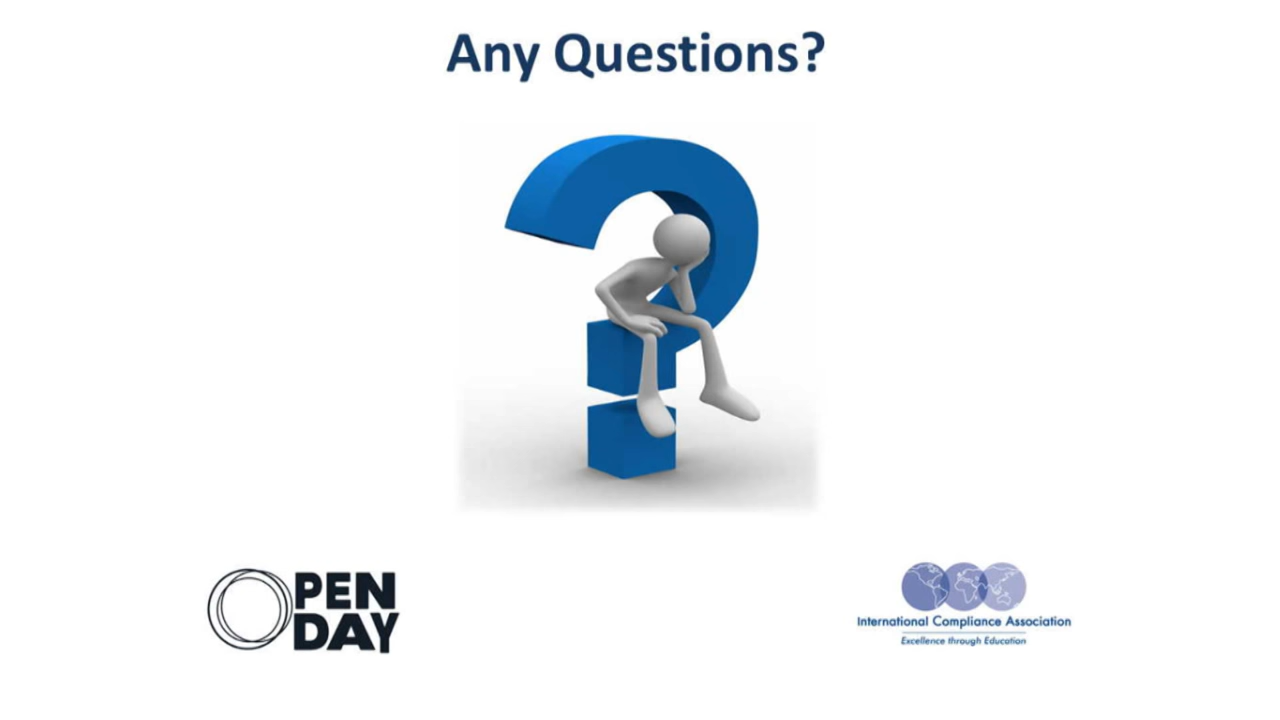 Any Questions?
OPEN
DAY
International Compliance Association
Excellence through Education